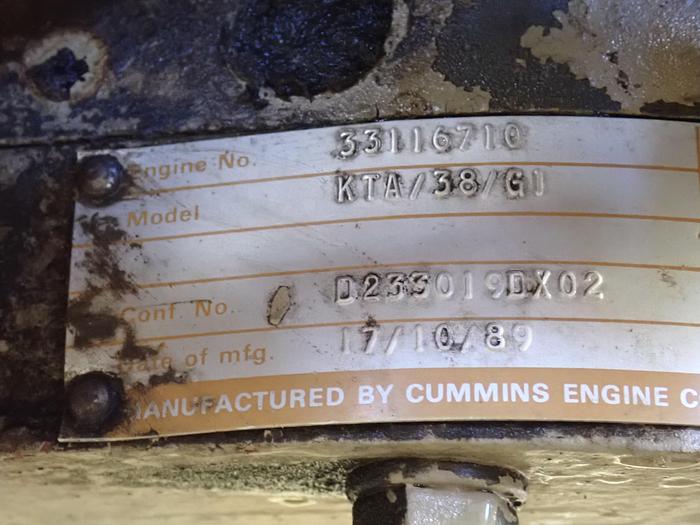 Engine No. 33116710
Model KTA/38/G1
Conf. No. D233019DX02
Date of mfg. 17/10/89
MANUFACTURED BY CUMMINS ENGINE C